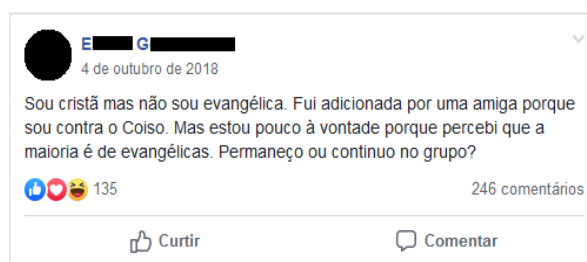 E G
4 de outubro de 2018
Sou cristã mas não sou evangélica. Fui adicionada por uma amiga porque
sou contra o Coiso. Mas estou pouco à vontade porque percebi que a
maioria é de evangélicas. Permaneço ou continuo no grupo?
135 246 comentários
Curtir Comentar